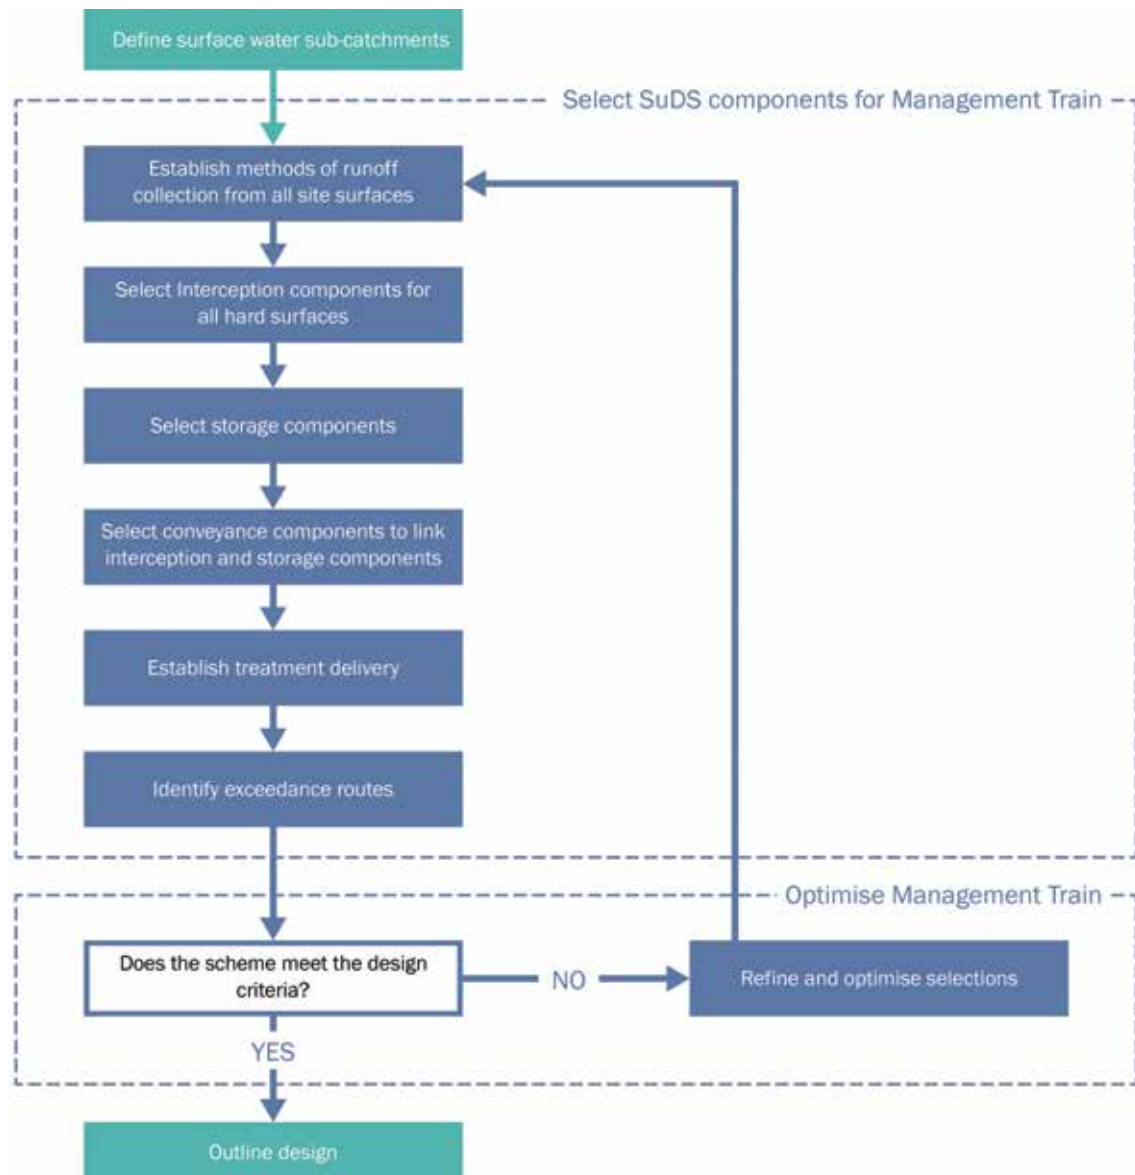 Define surface water sub-catchments
Select SuDS components for Management Train
Establish methods of runoff
collection from all site surfaces
Select Interception components for
all hard surfaces
Select storage components
Select conveyance components to link
interception and storage components
Establish treatment delivery
Identify exceedance routes
Optimise Management Train
Does the scheme meet the design
criteria?
NO
Refine and optimise selections
YES
Outline design